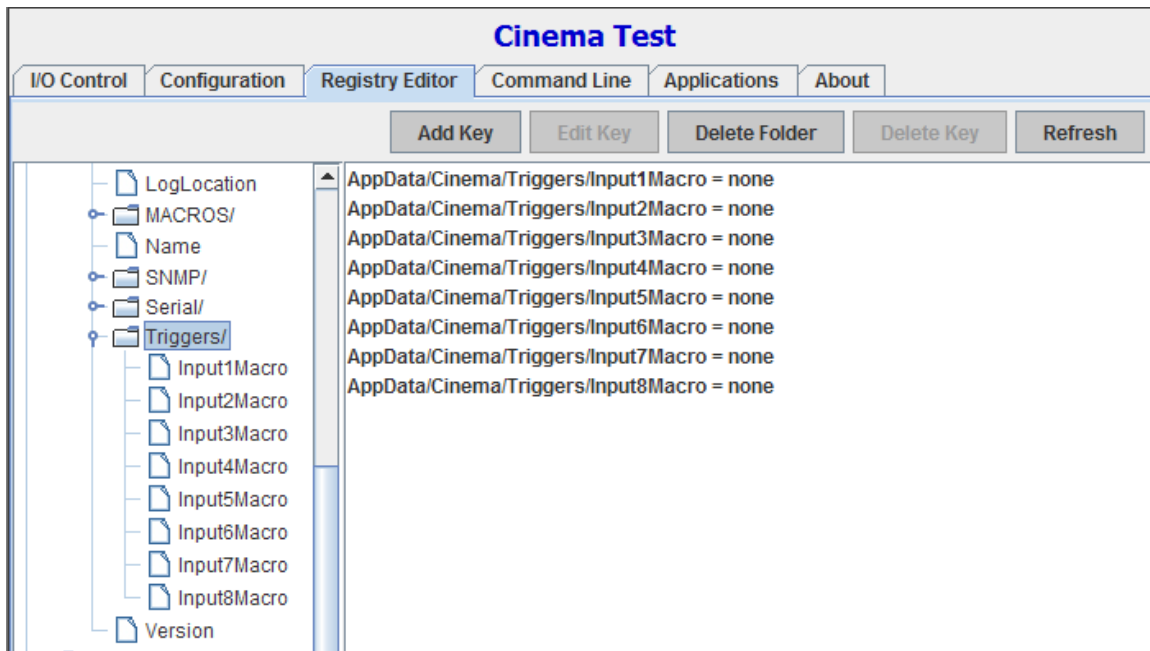 Cinema Test
I/O Control Configuration Registry Editor Command Line Applications About
Add Key Edit Key Delete Folder Delete Key Refresh
LogLocation
MACROS/
Name
SNMP/
Serial/
Triggers/
Input1Macro
Input2Macro
Input3Macro
Input4Macro
Input5Macro
Input6Macro
Input7Macro
Input8Macro
Version
AppData/Cinema/Triggers/Input1Macro = none
AppData/Cinema/Triggers/Input2Macro = none
AppData/Cinema/Triggers/Input3Macro = none
AppData/Cinema/Triggers/Input4Macro = none
AppData/Cinema/Triggers/Input5Macro = none
AppData/Cinema/Triggers/Input6Macro = none
AppData/Cinema/Triggers/Input7Macro = none
AppData/Cinema/Triggers/Input8Macro = none